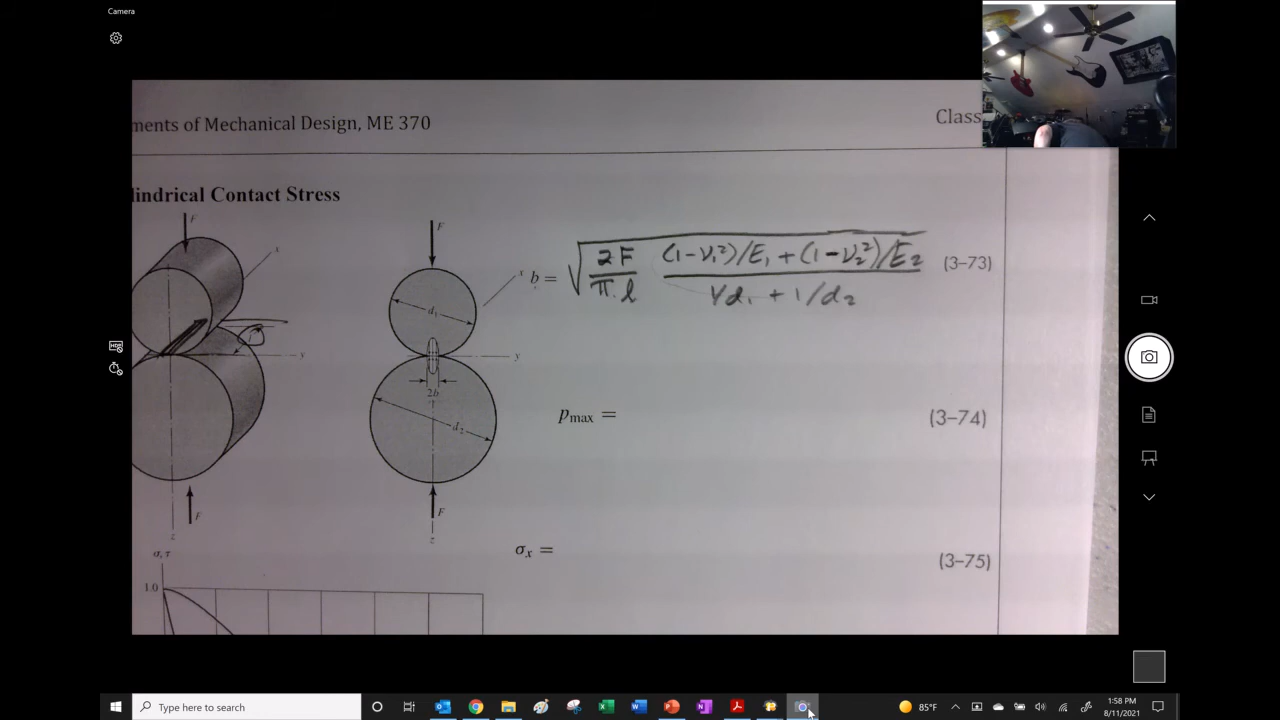 Camera
ments of Mechanical Design, ME 370
Class
lindrical Contact Stress
F
x
y
F
z
F
x
d₁
y
2b
d₂
F
z
b = √( 2F / π·l · ((1-ν₁²)/E₁ + (1-ν₂²)/E₂) / (1/d₁ + 1/d₂) ) (3–73)
p_max = (3–74)
σ_x = (3–75)
σ, τ
1.0
Type here to search
85°F
1:58 PM
8/11/2021